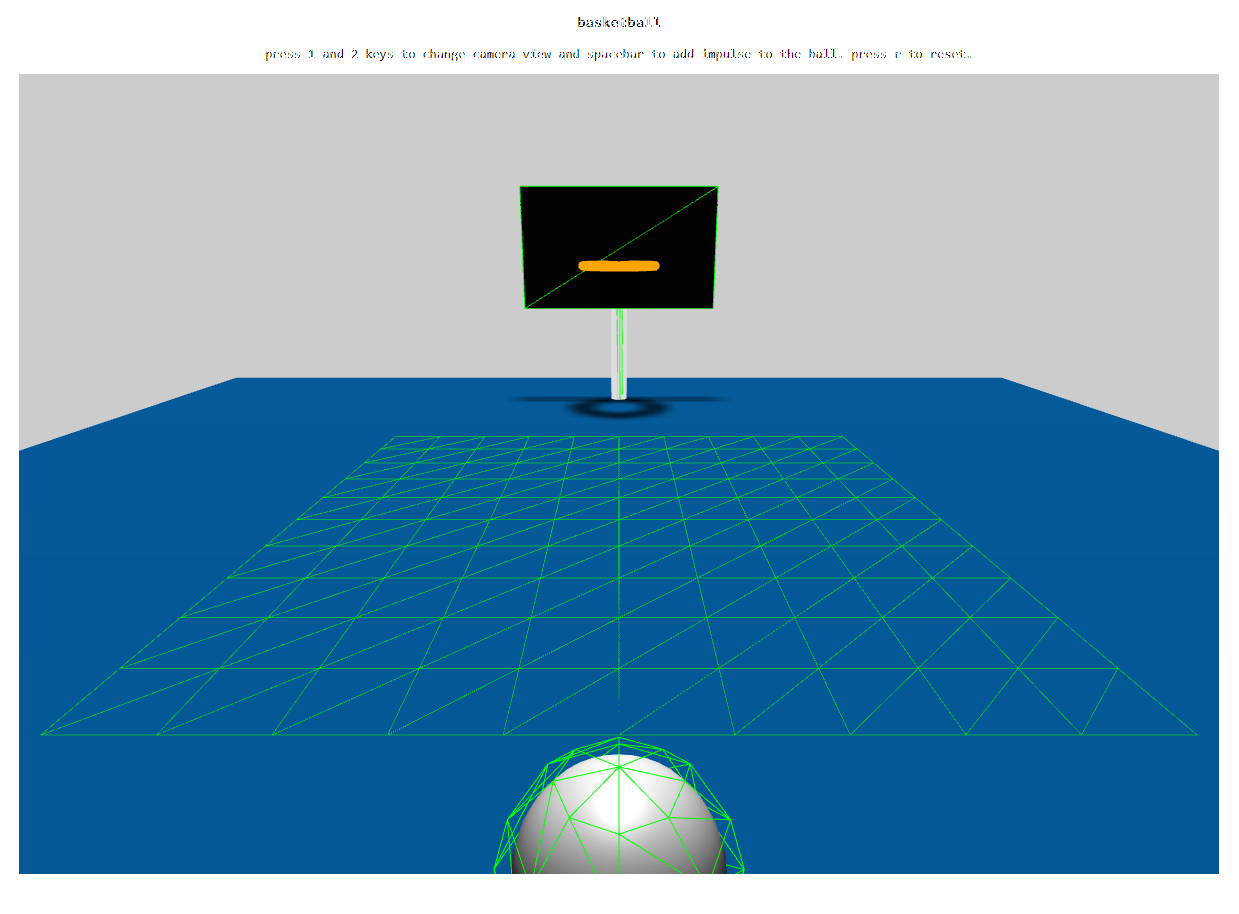 basketball
press 1 and 2 keys to change camera view and spacebar to add impulse to the ball. press r to reset.